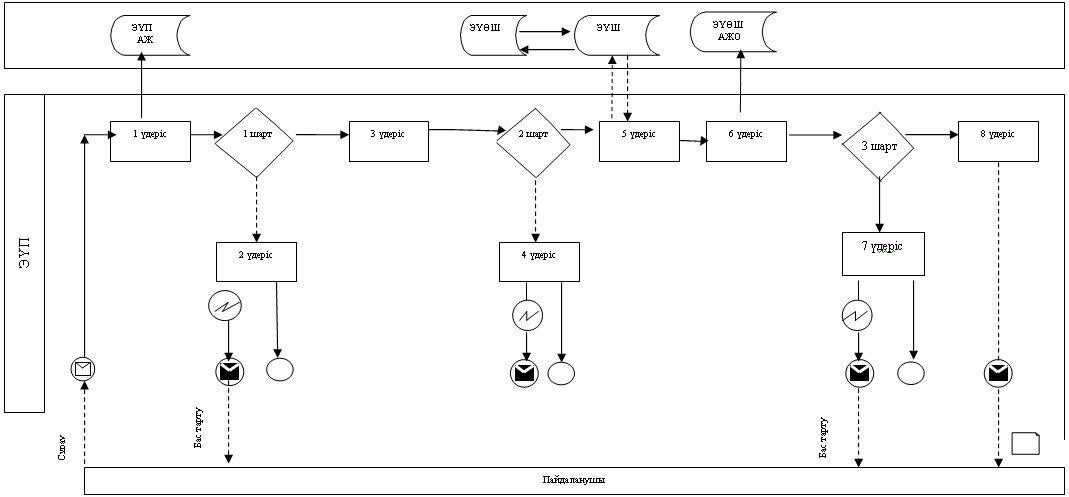 ЭҮП
АЖ
ЭҮӨШ
ЭҮШ
ЭҮӨШ
АЖО
ЭҮП
1 үдеріс
1 шарт
3 үдеріс
2 шарт
5 үдеріс
6 үдеріс
3 шарт
8 үдеріс
2 үдеріс
4 үдеріс
7 үдеріс
Сұрау
Бас тарту
Бас тарту
Пайдаланушы